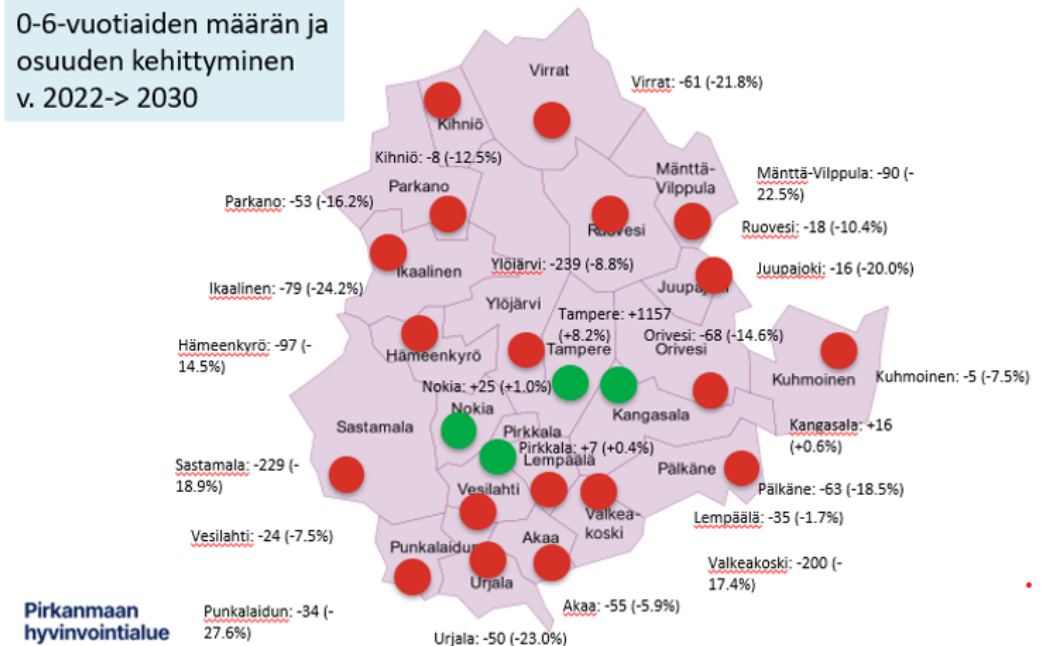 0-6-vuotiaiden määrän ja
osuuden kehittyminen
v. 2022-> 2030
Virrat
Virrat: -61 (-21.8%)
Kihniö
Kihniö: -8 (-12.5%)
Mänttä-
Vilppula
Mänttä-Vilppula: -90 (-
22.5%)
Parkano
Parkano: -53 (-16.2%)
Ruovesi
Ruovesi: -18 (-10.4%)
Ikaalinen
Ylöjärvi: -239 (-8.8%)
Juupajoki: -16 (-20.0%)
Juupajoki
Ikaalinen: -79 (-24.2%)
Ylöjärvi
Tampere: +1157
(+8.2%)
Orivesi: -68 (-14.6%)
Hämeenkyrö: -97 (-
14.5%)
Hämeenkyrö
Tampere
Orivesi
Kuhmoinen
Kuhmoinen: -5 (-7.5%)
Nokia: +25 (+1.0%)
Nokia
Kangasala
Kangasala: +16
(+0.6%)
Sastamala
Pirkkala
Pirkkala: +7 (+0.4%)
Lempäälä
Sastamala: -229 (-
18.9%)
Pälkäne
Pälkäne: -63 (-18.5%)
Vesilahti
Valkea-
koski
Lempäälä: -35 (-1.7%)
Vesilahti: -24 (-7.5%)
Akaa
Punkalaidun
Valkeakoski: -200 (-
17.4%)
Urjala
Pirkanmaan
hyvinvointialue
Punkalaidun: -34 (-
27.6%)
Akaa: -55 (-5.9%)
Urjala: -50 (-23.0%)